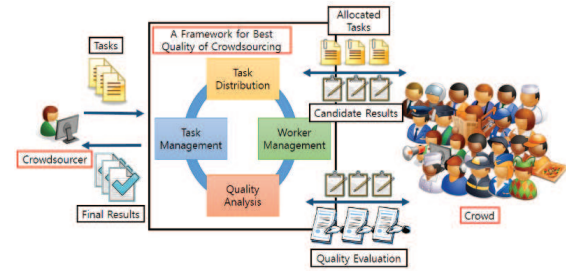 Tasks
A Framework for Best
Quality of Crowdsourcing
Allocated
Tasks
Task
Distribution
Task
Management
Worker
Management
Quality
Analysis
Candidate Results
Crowdsourcer
Final Results
Crowd
Quality Evaluation